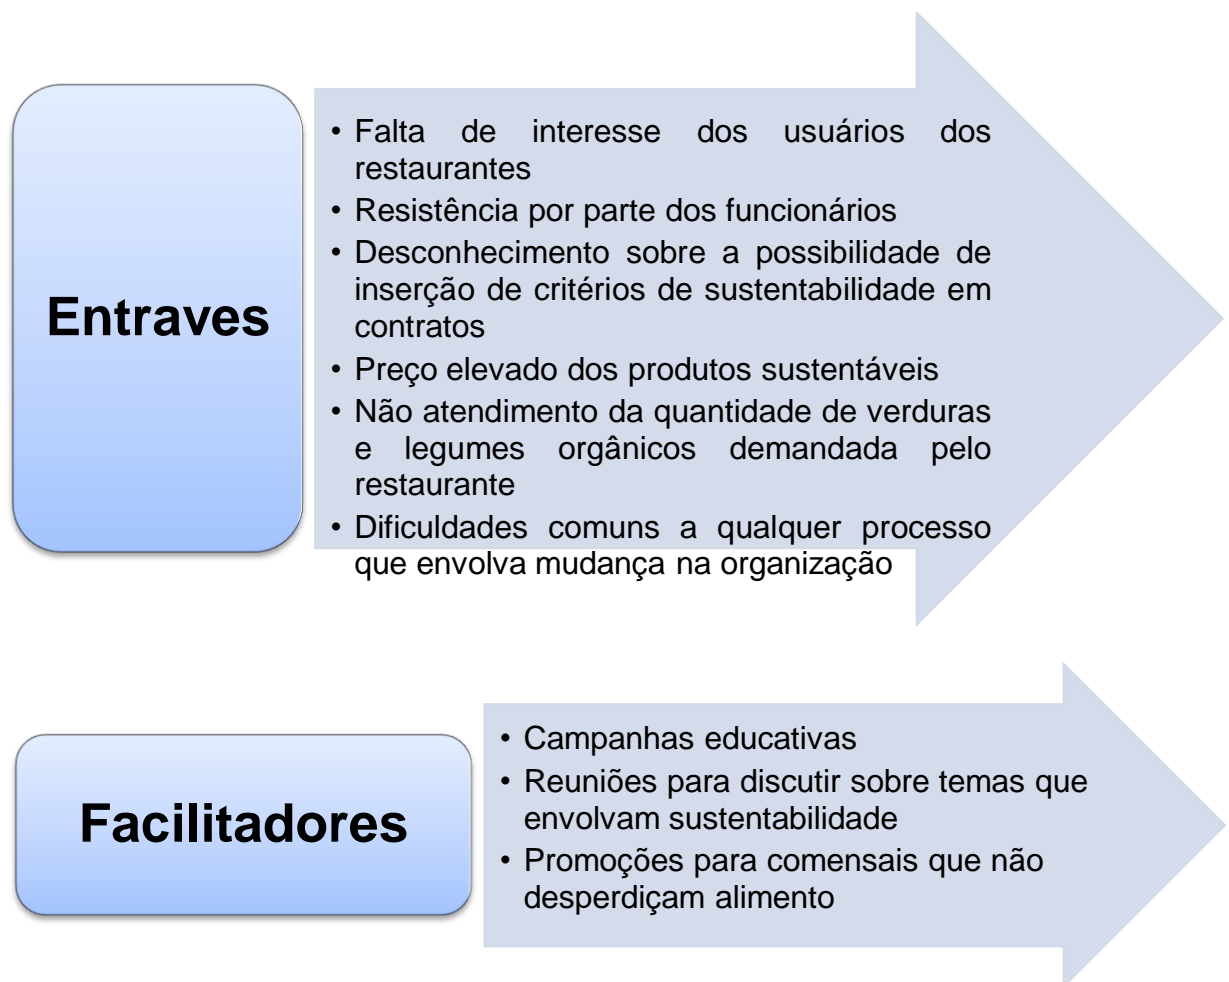 Entraves
• Falta de interesse dos usuários dos
restaurantes
• Resistência por parte dos funcionários
• Desconhecimento sobre a possibilidade de
inserção de critérios de sustentabilidade em
contratos
• Preço elevado dos produtos sustentáveis
• Não atendimento da quantidade de verduras
e legumes orgânicos demandada pelo
restaurante
• Dificuldades comuns a qualquer processo
que envolva mudança na organização
Facilitadores
• Campanhas educativas
• Reuniões para discutir sobre temas que
envolvam sustentabilidade
• Promoções para comensais que não
desperdiçam alimento